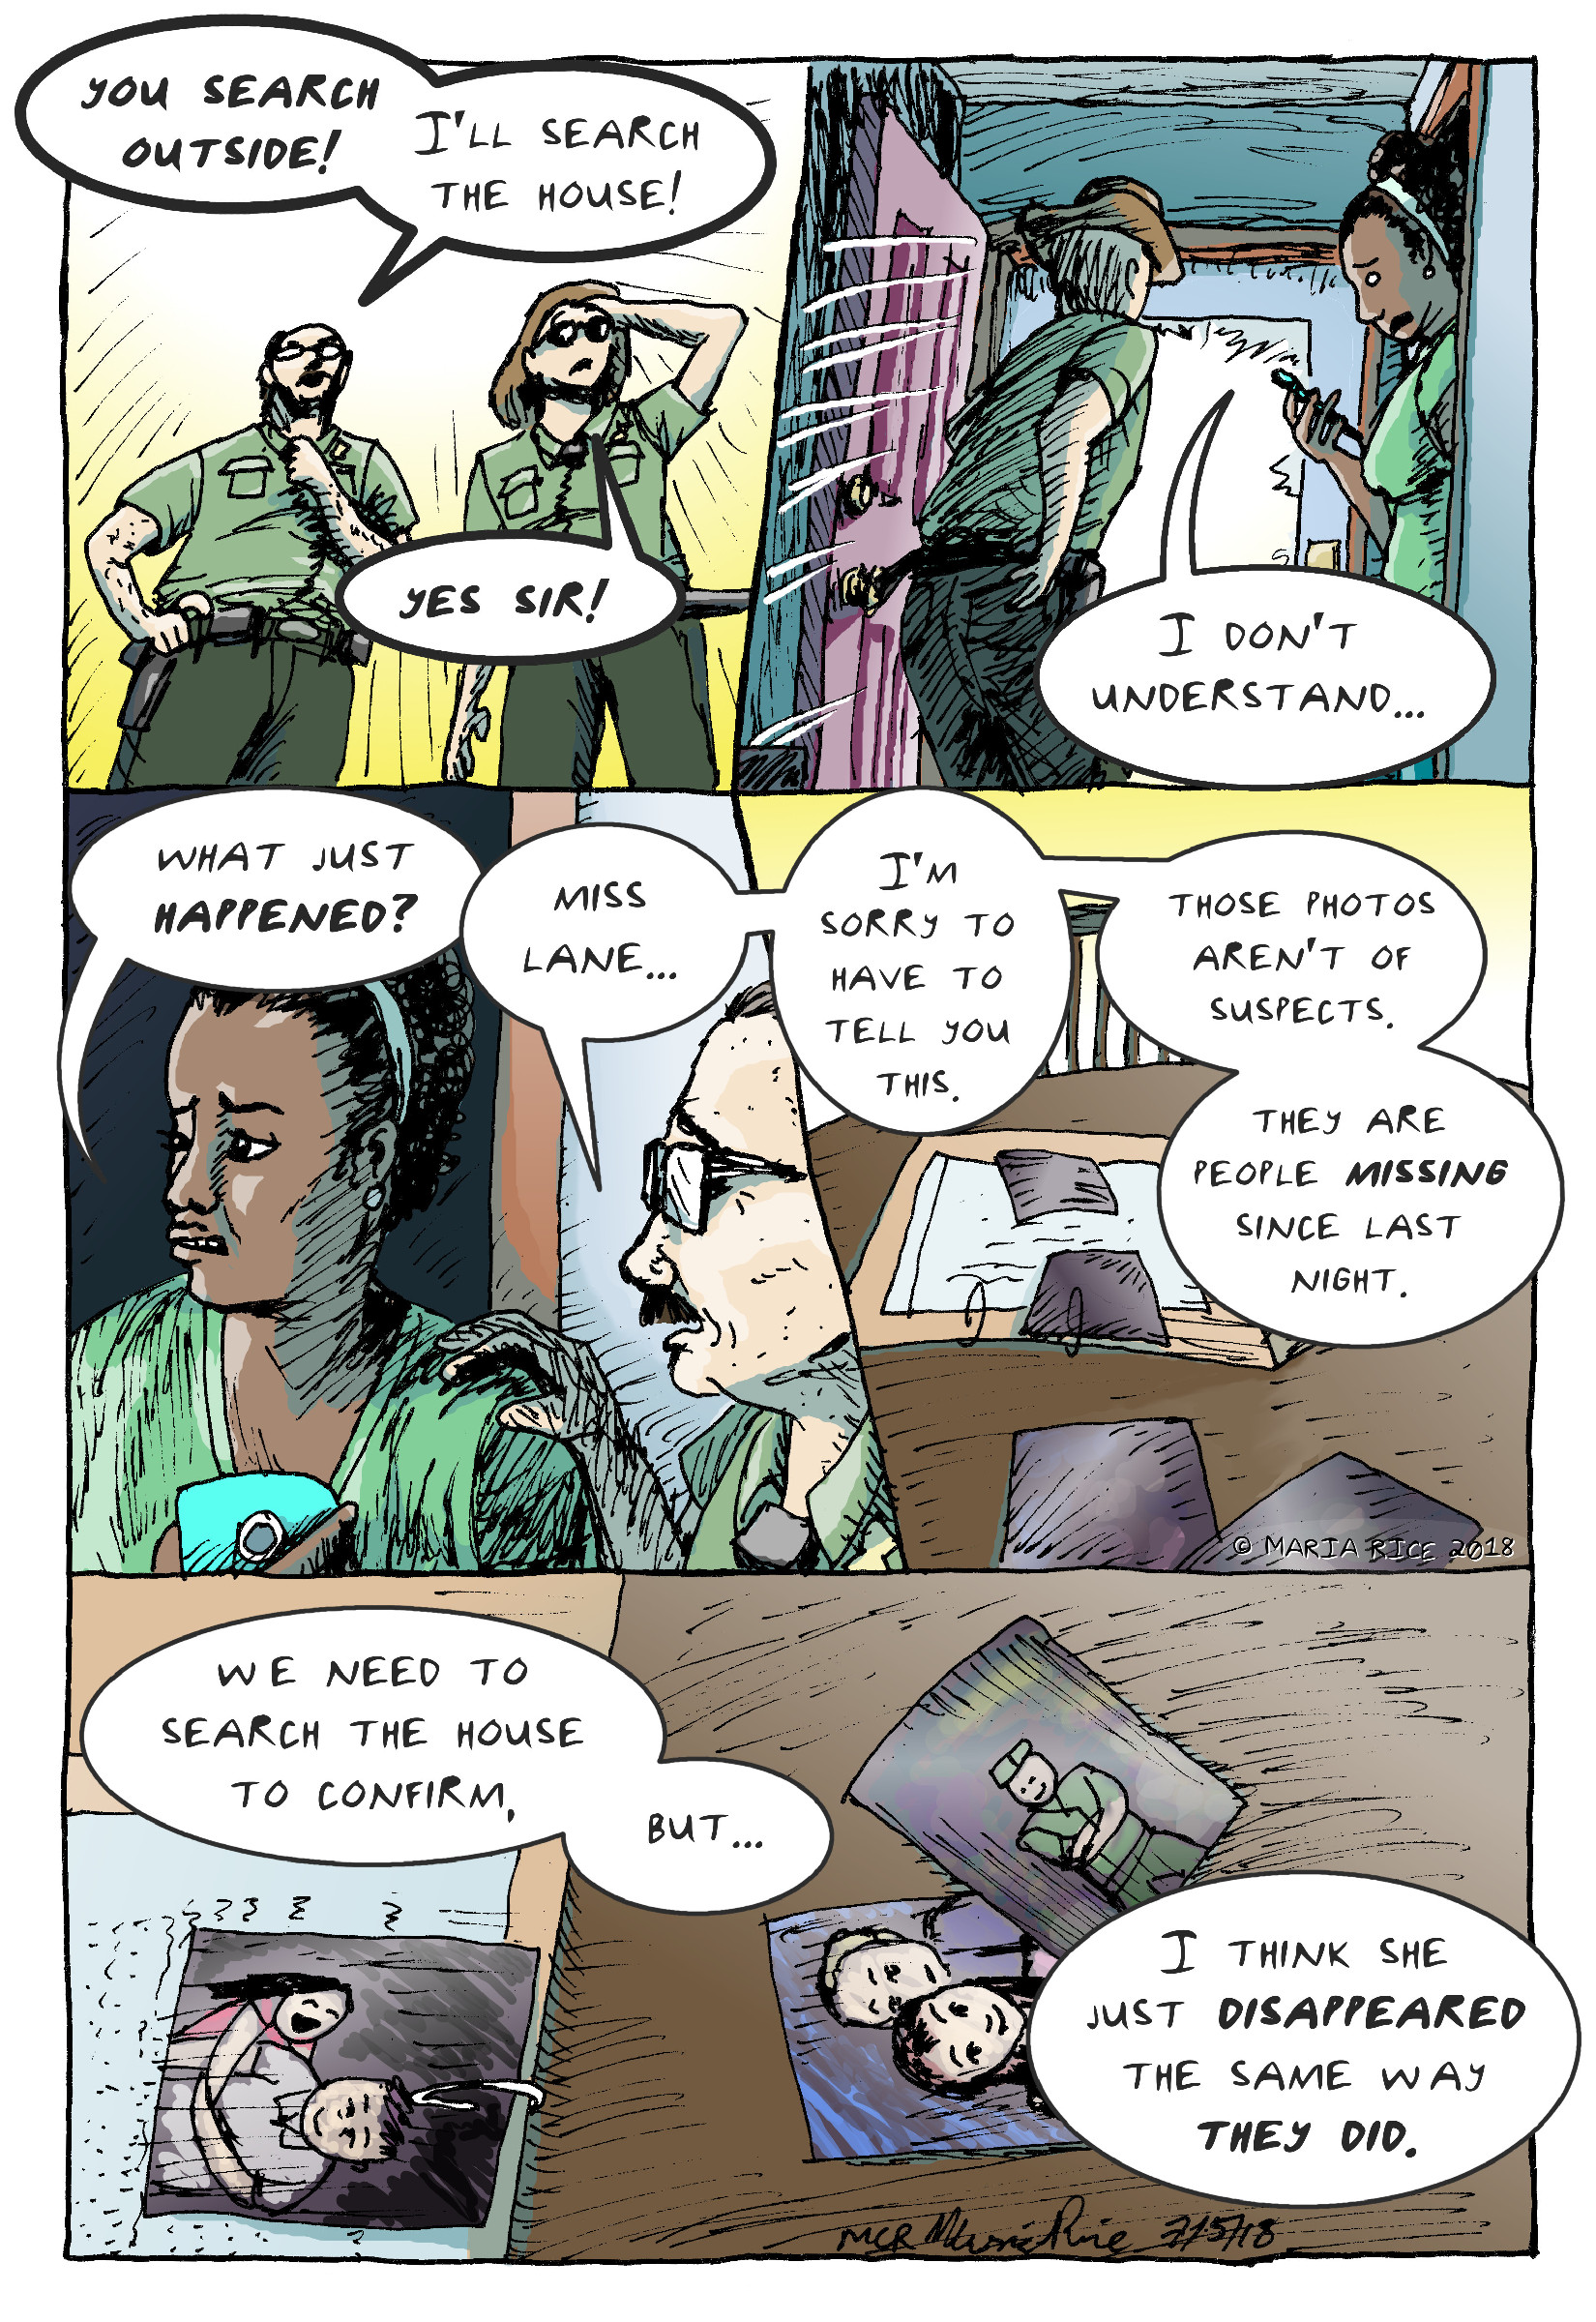 YOU SEARCH
OUTSIDE!
I'LL SEARCH
THE HOUSE!
YES SIR!
I DON'T
UNDERSTAND...
WHAT JUST
HAPPENED?
MISS
LANE...
I'M
SORRY TO
HAVE TO
TELL YOU
THIS.
THOSE PHOTOS
AREN'T OF
SUSPECTS.
THEY ARE
PEOPLE MISSING
SINCE LAST
NIGHT.
© MARIA RICE 2018
WE NEED TO
SEARCH THE HOUSE
TO CONFIRM,
BUT...
I THINK SHE
JUST DISAPPEARED
THE SAME WAY
THEY DID.
MCR